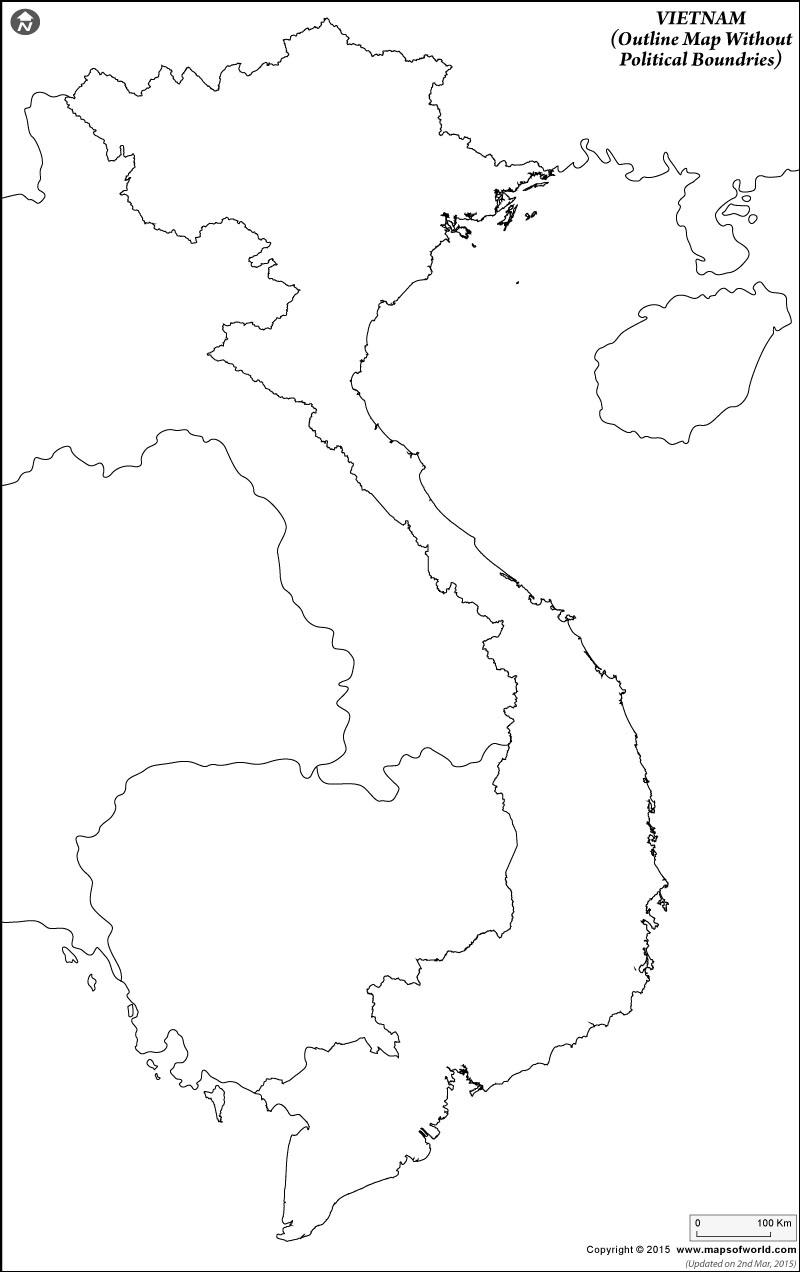 N
VIETNAM
(Outline Map Without
Political Boundries)
0 100 Km
Copyright © 2015 www.mapsofworld.com
(Updated on 2nd Mar, 2015)